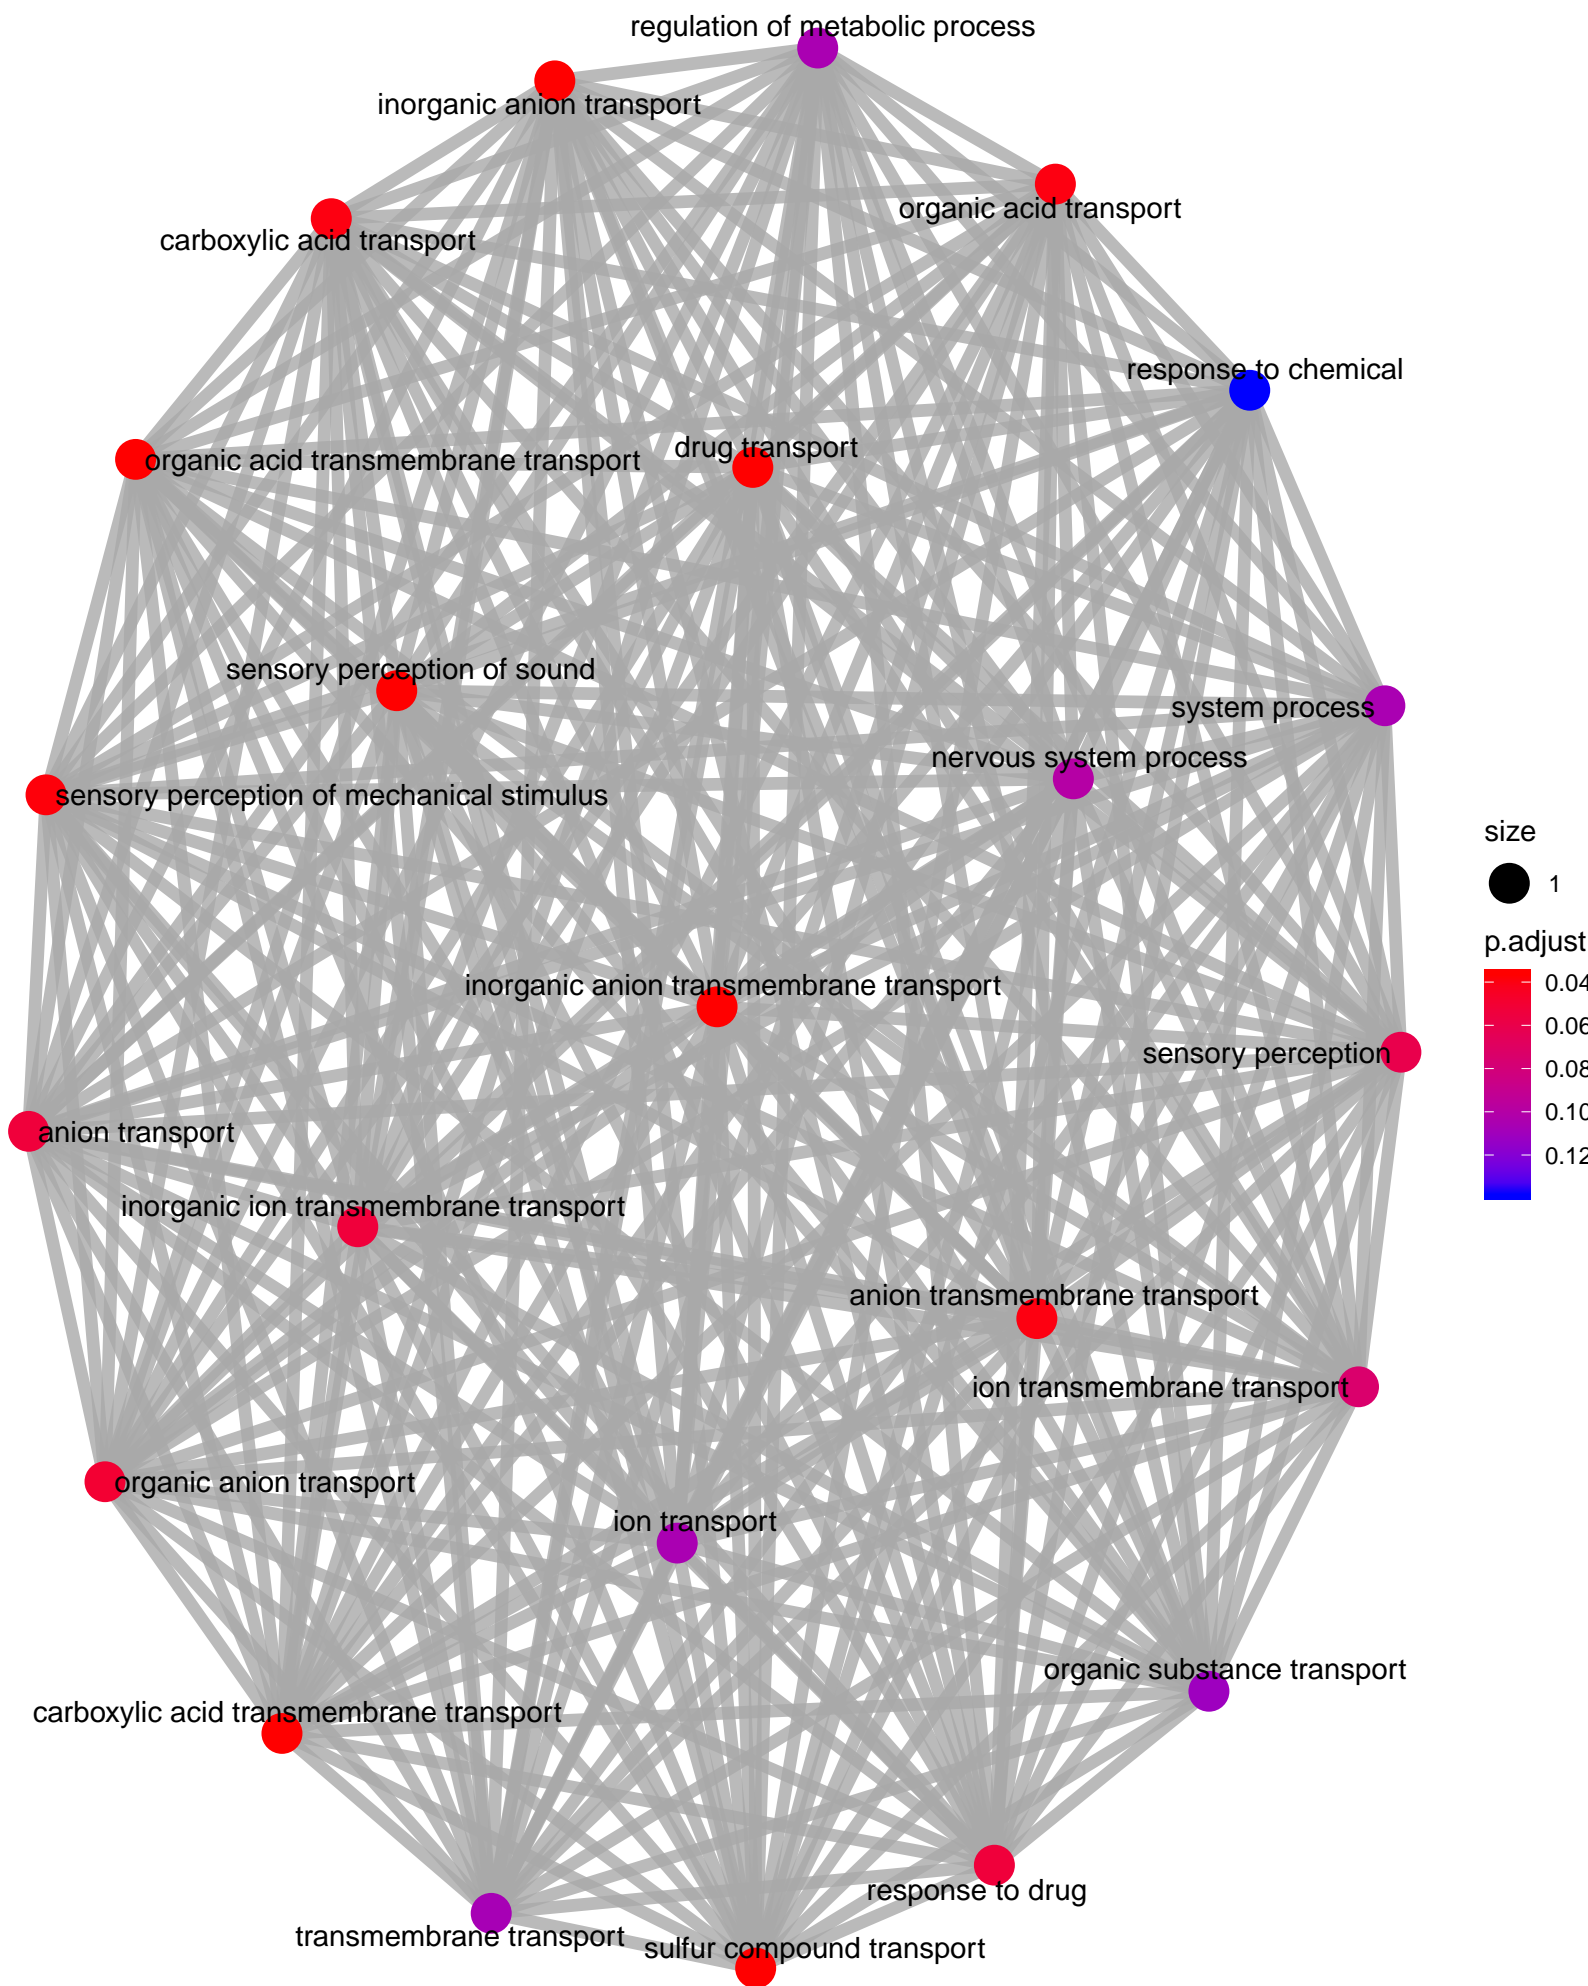 regulation of metabolic process
inorganic anion transport
organic acid transport
carboxylic acid transport
response to chemical
drug transport
organic acid transmembrane transport
sensory perception of sound
system process
nervous system process
sensory perception of mechanical stimulus
size
1
p.adjust
0.04
0.06
0.08
0.10
0.12
inorganic anion transmembrane transport
sensory perception
anion transport
inorganic ion transmembrane transport
anion transmembrane transport
ion transmembrane transport
organic anion transport
ion transport
organic substance transport
carboxylic acid transmembrane transport
response to drug
transmembrane transport
sulfur compound transport